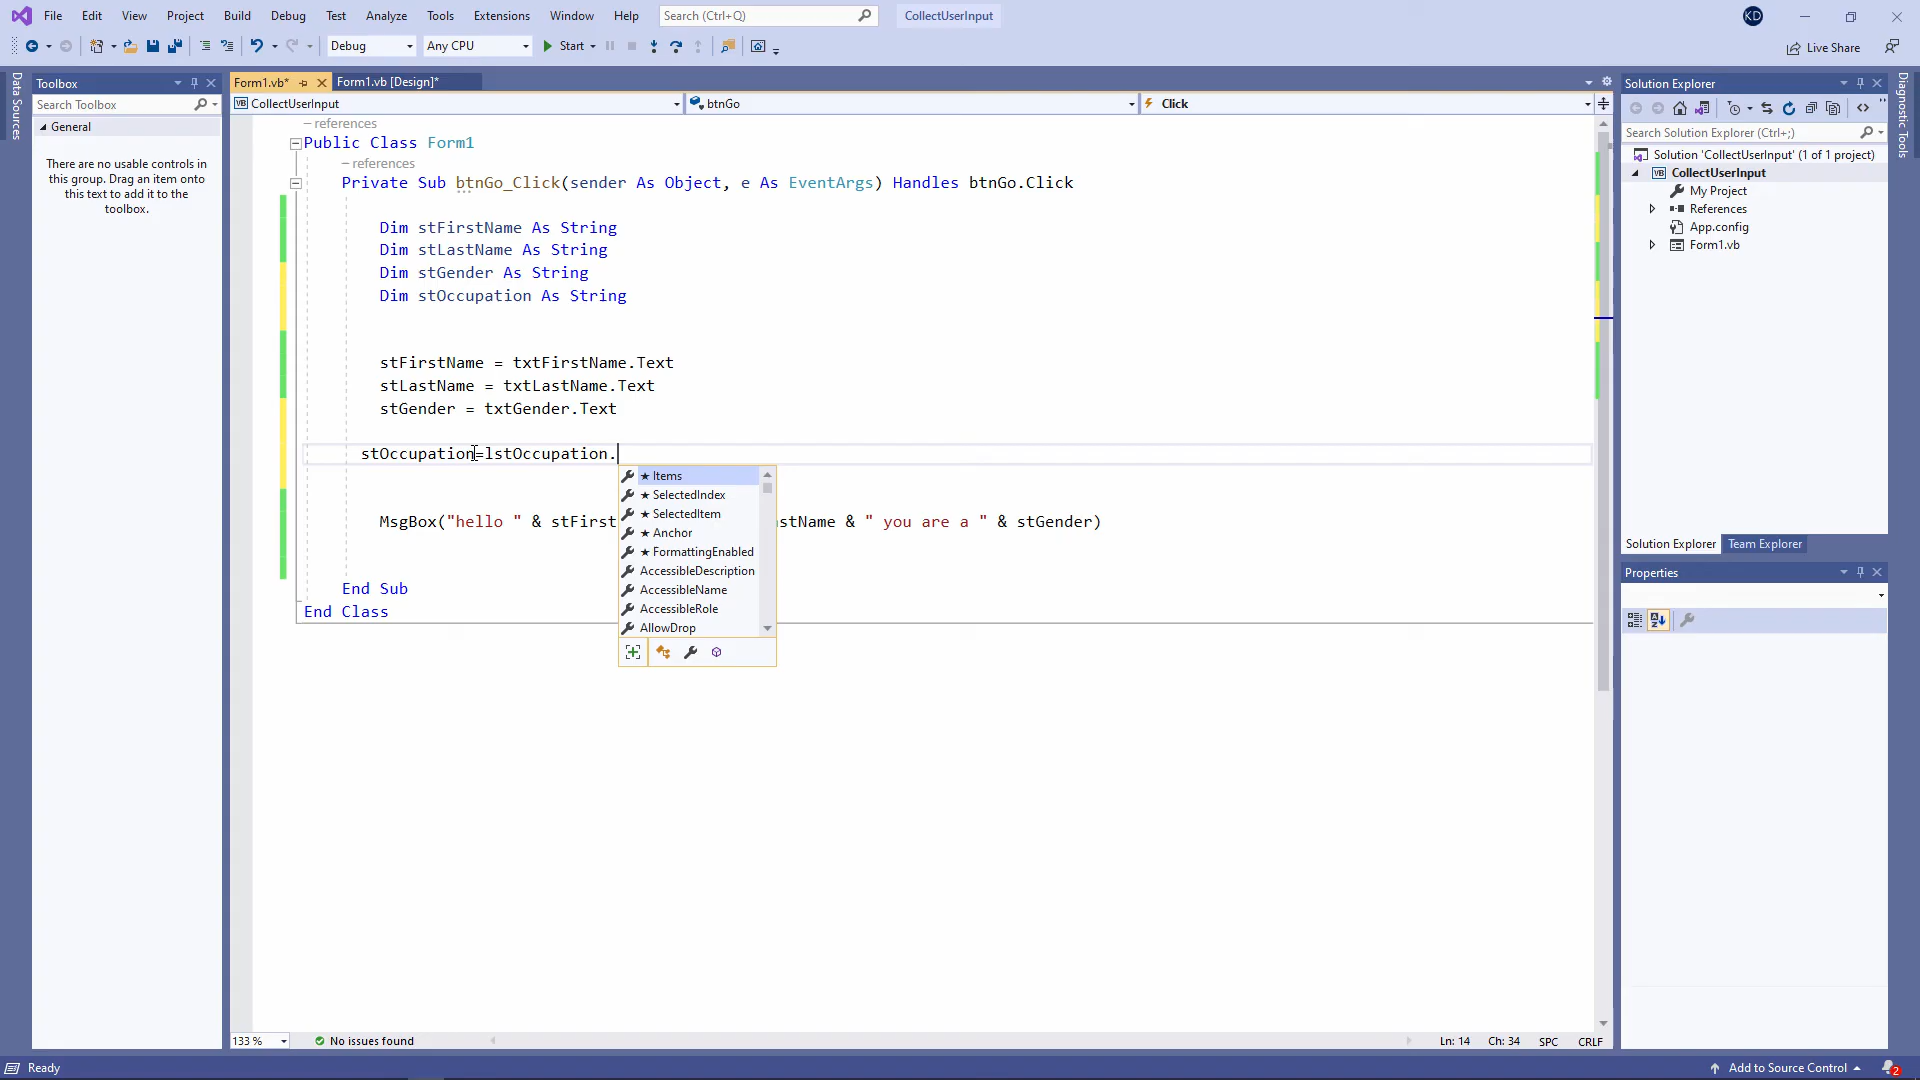 File Edit View Project Build Debug Test Analyze Tools Extensions Window Help Search (Ctrl+Q) CollectUserInput KD
Debug Any CPU Start Live Share
Data Sources
Toolbox
Search Toolbox
General
There are no usable controls in
this group. Drag an item onto
this text to add it to the
toolbox.
Form1.vb* Form1.vb [Design]*
VB CollectUserInput btnGo Click
references
Public Class Form1
references
Private Sub btnGo_Click(sender As Object, e As EventArgs) Handles btnGo.Click
Dim stFirstName As String
Dim stLastName As String
Dim stGender As String
Dim stOccupation As String
stFirstName = txtFirstName.Text
stLastName = txtLastName.Text
stGender = txtGender.Text
stOccupation=lstOccupation.
Items
SelectedIndex
SelectedItem
Anchor
FormattingEnabled
AccessibleDescription
AccessibleName
AccessibleRole
AllowDrop
MsgBox("hello " & stFirst astName & " you are a " & stGender)
End Sub
End Class
133 % No issues found Ln: 14 Ch: 34 SPC CRLF
Solution Explorer
Search Solution Explorer (Ctrl+;)
Solution 'CollectUserInput' (1 of 1 project)
VB CollectUserInput
My Project
References
App.config
Form1.vb
Solution Explorer Team Explorer
Properties
Diagnostic Tools
Ready Add to Source Control 2